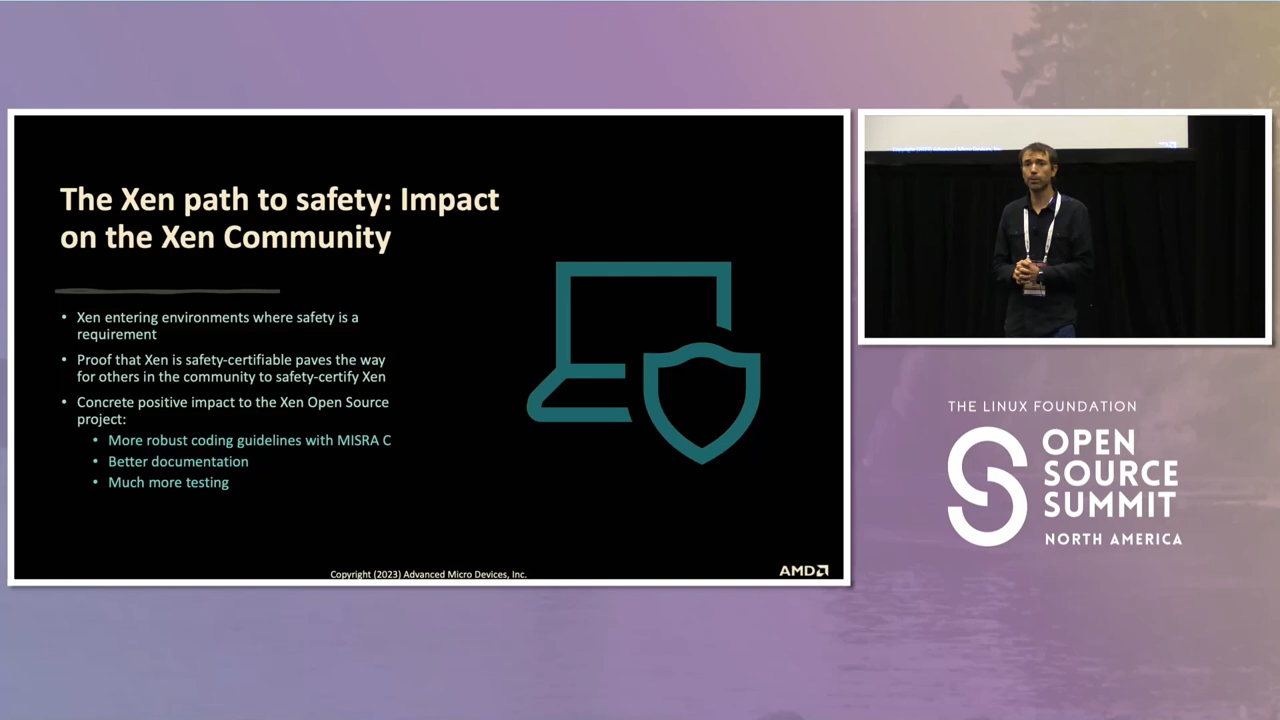 The Xen path to safety: Impact
on the Xen Community
• Xen entering environments where safety is a
requirement
• Proof that Xen is safety-certifiable paves the way
for others in the community to safety-certify Xen
• Concrete positive impact to the Xen Open Source
project:
• More robust coding guidelines with MISRA C
• Better documentation
• Much more testing
Copyright (2023) Advanced Micro Devices, Inc.
AMD
THE LINUX FOUNDATION
OPEN
SOURCE
SUMMIT
NORTH AMERICA